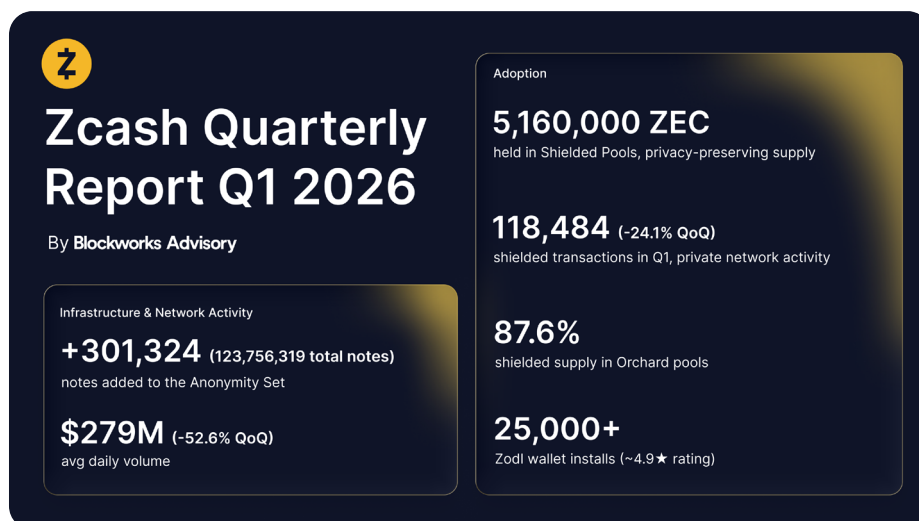 Zcash Quarterly
Report Q1 2026
By Blockworks Advisory
Infrastructure & Network Activity
+301,324 (123,756,319 total notes)
notes added to the Anonymity Set
$279M (-52.6% QoQ)
avg daily volume
Adoption
5,160,000 ZEC
held in Shielded Pools, privacy-preserving supply
118,484 (-24.1% QoQ)
shielded transactions in Q1, private network activity
87.6%
shielded supply in Orchard pools
25,000+
Zodl wallet installs (~4.9★ rating)